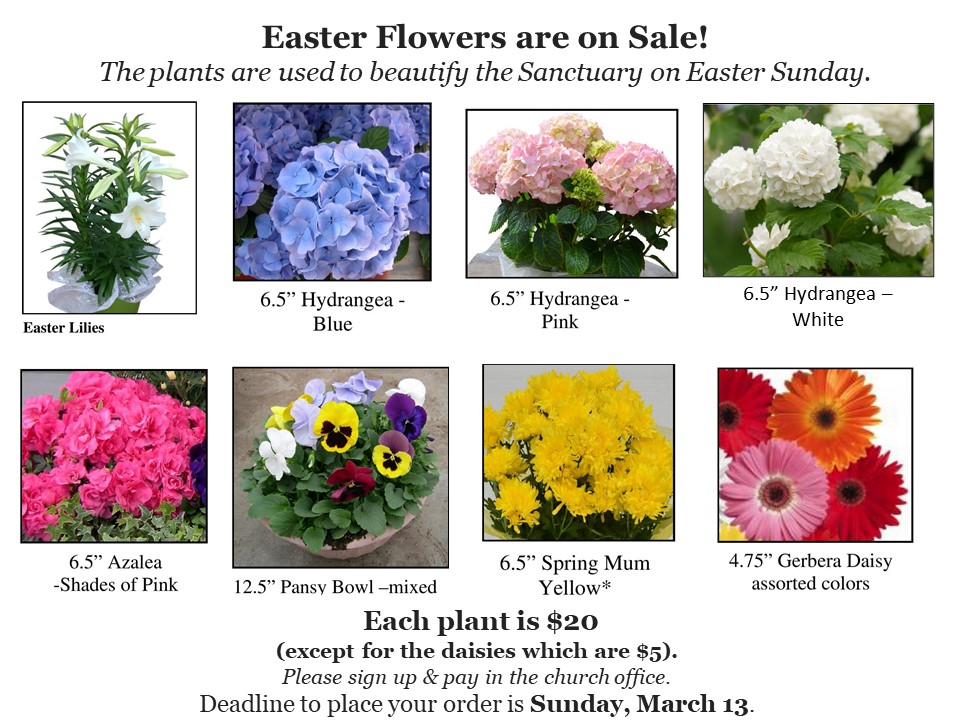 Easter Flowers are on Sale!
The plants are used to beautify the Sanctuary on Easter Sunday.
Easter Lilies
6.5” Hydrangea -
Blue
6.5” Hydrangea -
Pink
6.5” Hydrangea –
White
6.5” Azalea
-Shades of Pink
12.5” Pansy Bowl –mixed
6.5” Spring Mum
Yellow*
4.75” Gerbera Daisy
assorted colors
Each plant is $20
(except for the daisies which are $5).
Please sign up & pay in the church office.
Deadline to place your order is Sunday, March 13.